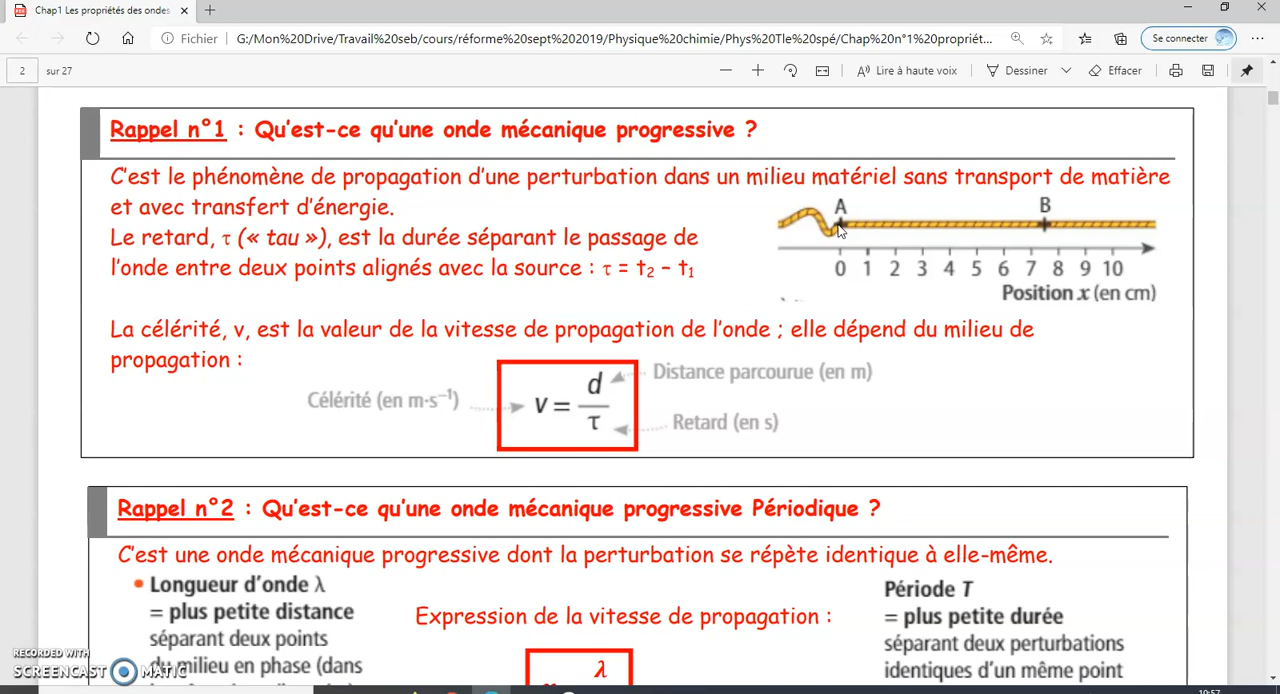 Chap1 Les propriétés des ondes
Fichier
G:/Mon%20Drive/Travail%20seb/cours/réforme%20sept%202019/Physique%20chimie/Phys%20Tle%20spé/Chap%20n°1%20propriét...
Se connecter
2 sur 27
Lire à haute voix
Dessiner
Effacer
Rappel n°1 : Qu'est-ce qu'une onde mécanique progressive ?
C'est le phénomène de propagation d'une perturbation dans un milieu matériel sans transport de matière
et avec transfert d'énergie.
A B
Le retard, τ (« tau »), est la durée séparant le passage de
l'onde entre deux points alignés avec la source : τ = t₂ – t₁
0 1 2 3 4 5 6 7 8 9 10
Position x (en cm)
La célérité, v, est la valeur de la vitesse de propagation de l'onde ; elle dépend du milieu de
propagation :
Distance parcourue (en m)
Célérité (en m·s⁻¹)
v = d/τ
Retard (en s)
Rappel n°2 : Qu'est-ce qu'une onde mécanique progressive Périodique ?
C'est une onde mécanique progressive dont la perturbation se répète identique à elle-même.
• Longueur d'onde λ
= plus petite distance
séparant deux points
du milieu en phase (dans
Expression de la vitesse de propagation :
λ
Période T
= plus petite durée
séparant deux perturbations
identiques d'un même point
RECORDED WITH
SCREENCAST MATIC
10:57